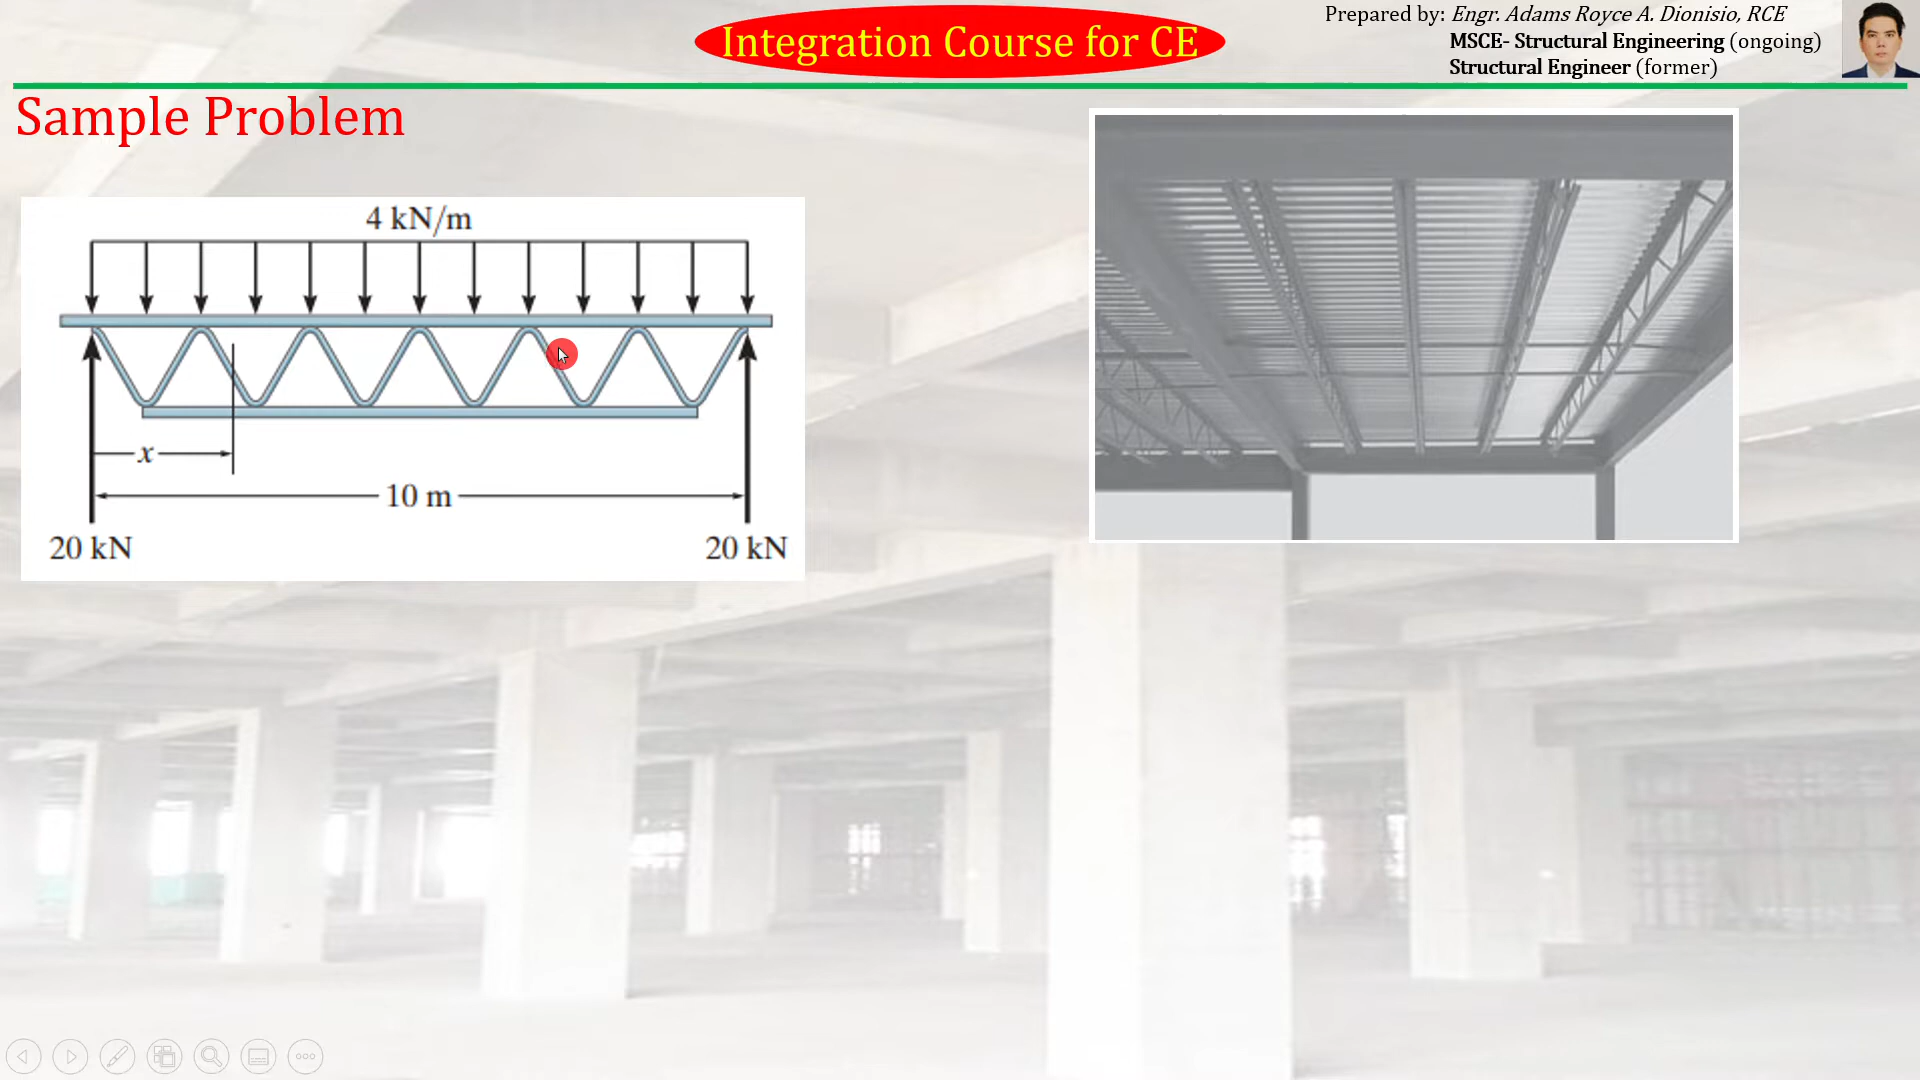 Integration Course for CE
Prepared by: Engr. Adams Royce A. Dionisio, RCE
MSCE- Structural Engineering (ongoing)
Structural Engineer (former)
Sample Problem
4 kN/m
x
10 m
20 kN
20 kN